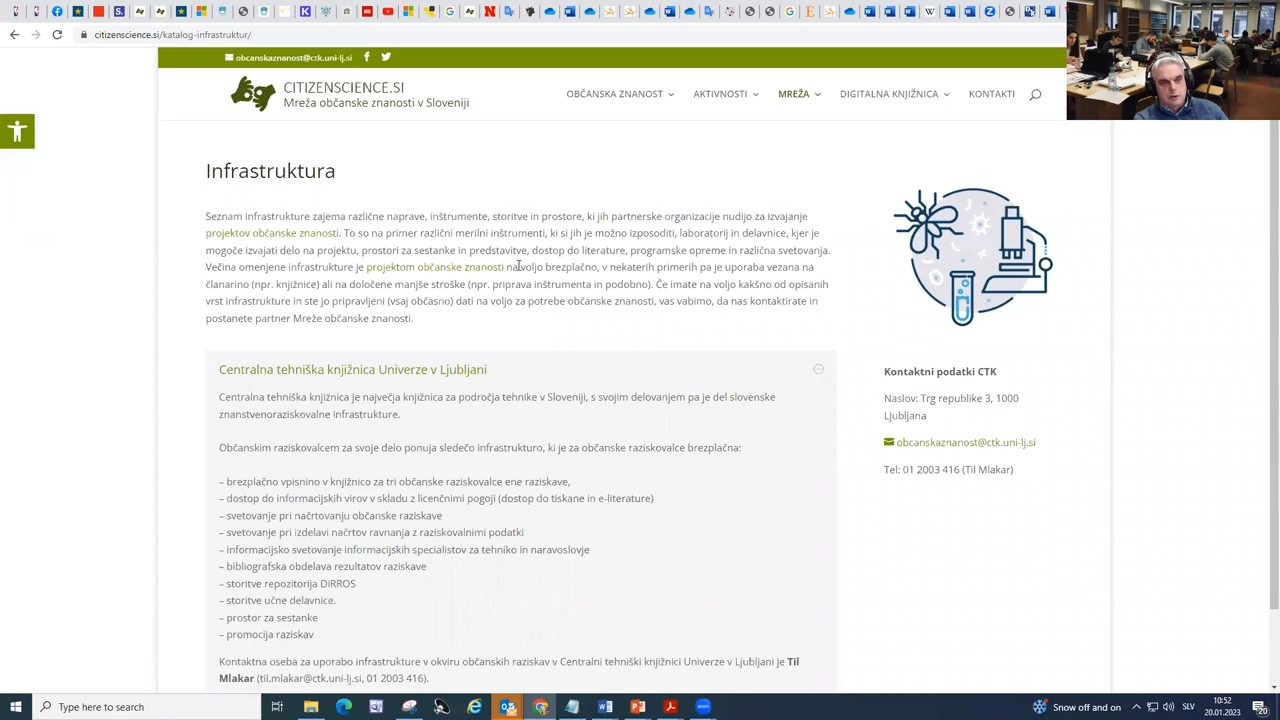 citizenscience.si/katalog-infrastruktur/
obcanskaznanost@ctk.uni-lj.si
CITIZENSCIENCE.SI
Mreža občanske znanosti v Sloveniji
OBČANSKA ZNANOST
AKTIVNOSTI
MREŽA
DIGITALNA KNJIŽNICA
KONTAKTI
Infrastruktura
Seznam infrastrukture zajema različne naprave, inštrumente, storitve in prostore, ki jih partnerske organizacije nudijo za izvajanje
projektov občanske znanosti. To so na primer različni merilni inštrumenti, ki si jih je možno izposoditi, laboratorij in delavnice, kjer je
mogoče izvajati delo na projektu, prostori za sestanke in predstavitve, dostop do literature, programske opreme in različna svetovanja.
Večina omenjene infrastrukture je projektom občanske znanosti na voljo brezplačno, v nekaterih primerih pa je uporaba vezana na
članarino (npr. knjižnice) ali na določene manjše stroške (npr. priprava inštrumenta in podobno). Če imate na voljo kakšno od opisanih
vrst infrastrukture in ste jo pripravljeni (vsaj občasno) dati na voljo za potrebe občanske znanosti, vas vabimo, da nas kontaktirate in
postanete partner Mreže občanske znanosti.
Centralna tehniška knjižnica Univerze v Ljubljani
Centralna tehniška knjižnica je največja knjižnica za področja tehnike v Sloveniji, s svojim delovanjem pa je del slovenske
znanstvenoraziskovalne infrastrukture.
Občanskim raziskovalcem za svoje delo ponuja sledečo infrastrukturo, ki je za občanske raziskovalce brezplačna:
– brezplačno vpisnino v knjižnico za tri občanske raziskovalce ene raziskave,
– dostop do informacijskih virov v skladu z licenčnimi pogoji (dostop do tiskane in e-literature)
– svetovanje pri načrtovanju občanske raziskave
– svetovanje pri izdelavi načrtov ravnanja z raziskovalnimi podatki
– informacijsko svetovanje informacijskih specialistov za tehniko in naravoslovje
– bibliografska obdelava rezultatov raziskave
– storitve repozitorija DiRROS
– storitve učne delavnice.
– prostor za sestanke
– promocija raziskav
Kontaktna oseba za uporabo infrastrukture v okviru občanskih raziskav v Centralni tehniški knjižnici Univerze v Ljubljani je Til
Mlakar (til.mlakar@ctk.uni-lj.si, 01 2003 416).
Kontaktni podatki CTK
Naslov: Trg republike 3, 1000
Ljubljana
obcanskaznanost@ctk.uni-lj.si
Tel: 01 2003 416 (Til Mlakar)
Type here to search
Snow off and on
SLV
10:52
20.01.2023
20